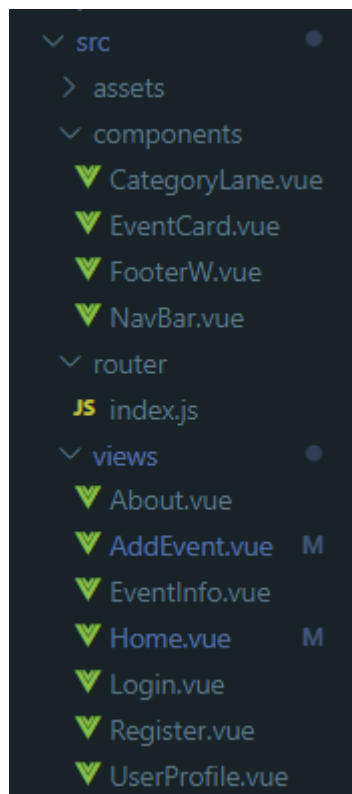 src
assets
components
CategoryLane.vue
EventCard.vue
FooterW.vue
NavBar.vue
router
JS index.js
views
About.vue
AddEvent.vue M
EventInfo.vue
Home.vue M
Login.vue
Register.vue
UserProfile.vue